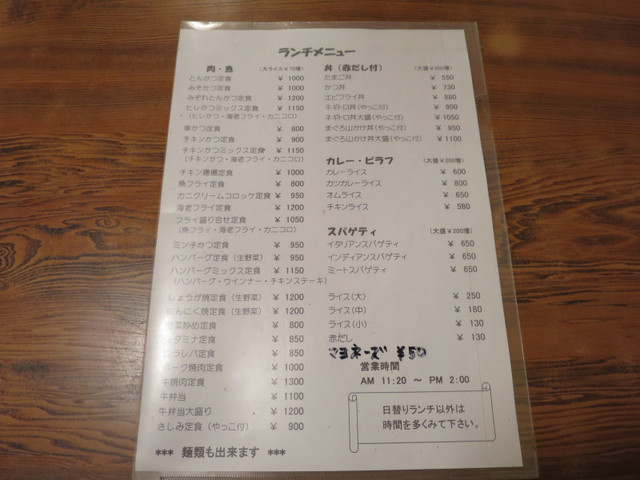 ランチメニュー
肉・魚 (大ライス￥70増)
とんかつ定食 ￥ 1000
みそかつ定食 ￥ 1000
みぞれとんかつ定食 ￥ 1200
ヒレかつミックス定食 ￥ 1150
(ヒレかつ・海老フライ・カニコロ)
串かつ定食 ￥ 800
チキンかつ定食 ￥ 900
チキンかつミックス定食 ￥ 1150
(チキンかつ・海老フライ・カニコロ)
チキン唐揚定食 ￥ 1000
魚フライ定食 ￥ 800
カニクリームコロッケ定食 ￥ 950
海老フライ定食 ￥ 1200
フライ盛り合せ定食 ￥ 1050
(魚フライ・海老フライ・カニコロ)
ミンチかつ定食 ￥ 950
ハンバーグ定食 (生野菜) ￥ 950
ハンバーグミックス定食 ￥ 1150
(ハンバーグ・ウインナー・チキンステーキ)
しょうが焼定食 (生野菜) ￥ 1200
にんにく焼定食 (生野菜) ￥ 1200
野菜炒め定食 ￥ 800
スタミナ定食 ￥ 850
ニラレバ定食 ￥ 850
ポーク焼肉定食 ￥ 1000
牛焼肉定食 ￥ 1300
牛弁当 ￥ 1000
牛弁当大盛り ￥ 1200
さしみ定食 (やっこ付) ￥ 900
*** 麺類も出来ます ***
丼 (赤だし付) (大盛￥200増)
たまご丼 ￥ 550
かつ丼 ￥ 730
エビフライ丼 ￥ 880
ネギトロ丼 (やっこ付) ￥ 900
ネギトロ丼大盛 (やっこ付) ￥ 1050
まぐろ山かけ丼 (やっこ付) ￥ 950
まぐろ山かけ丼大盛 (やっこ付) ￥ 1100
カレー・ピラフ (大盛￥200増)
カレーライス ￥ 600
カツカレーライス ￥ 800
オムライス ￥ 650
チキンライス ￥ 580
スパゲティ (大盛￥200増)
イタリアンスパゲティ ￥ 650
インディアンスパゲティ ￥ 650
ミートスパゲティ ￥ 650
ライス(大) ￥ 250
ライス(中) ￥ 180
ライス(小) ￥ 130
赤だし ￥ 130
マヨネーズ ￥50
営業時間
AM 11:20 ～ PM 2:00
日替りランチ以外は
時間を多くみて下さい。